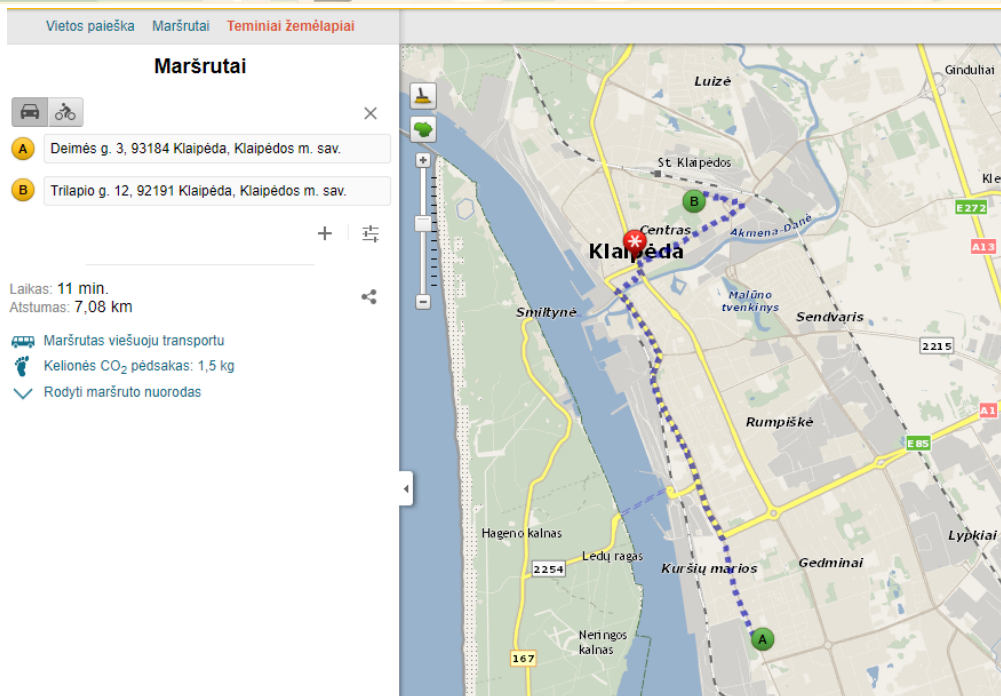 Vietos paieška Maršrutai Teminiai žemėlapiai
Maršrutai
A Deimės g. 3, 93184 Klaipėda, Klaipėdos m. sav.
B Trilapio g. 12, 92191 Klaipėda, Klaipėdos m. sav.
Laikas: 11 min.
Atstumas: 7,08 km
Maršrutas viešuoju transportu
Kelionės CO2 pėdsakas: 1,5 kg
Rodyti maršruto nuorodas
Ginduliai
Luizė
St. Klaipėdos
Kle
B
E272
Centras
Akmena-Danė
A13
Klaipėda
Malūno
tvenkinys
Smiltynė
Sendvaris
2215
A1
Rumpiškė
E85
Hageno kalnas
Lypkiai
Ledų ragas
Gedminai
2254
Kuršių marios
Neringos
kalnas
A
167